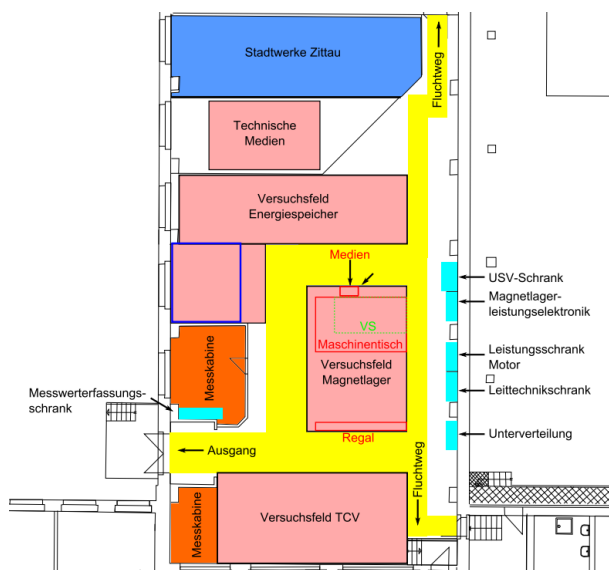 Stadtwerke Zittau
Fluchtweg
Technische
Medien
Versuchsfeld
Energiespeicher
Medien
USV-Schrank
Magnetlager-
leistungselektronik
VS
Maschinentisch
Versuchsfeld
Magnetlager
Leistungsschrank
Motor
Leittechnikschrank
Messkabine
Messwerterfassungs-
schrank
Regal
Unterverteilung
Ausgang
Fluchtweg
Messkabine
Versuchsfeld TCV